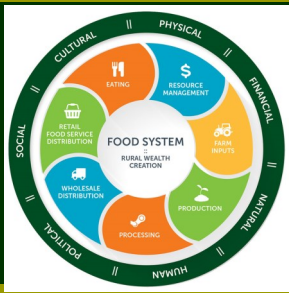 PHYSICAL
FINANCIAL
NATURAL
HUMAN
POLITICAL
SOCIAL
CULTURAL
EATING
$
RESOURCE
MANAGEMENT
FARM
INPUTS
PRODUCTION
PROCESSING
WHOLESALE
DISTRIBUTION
RETAIL
FOOD SERVICE
DISTRIBUTION
FOOD SYSTEM
::
RURAL WEALTH
CREATION